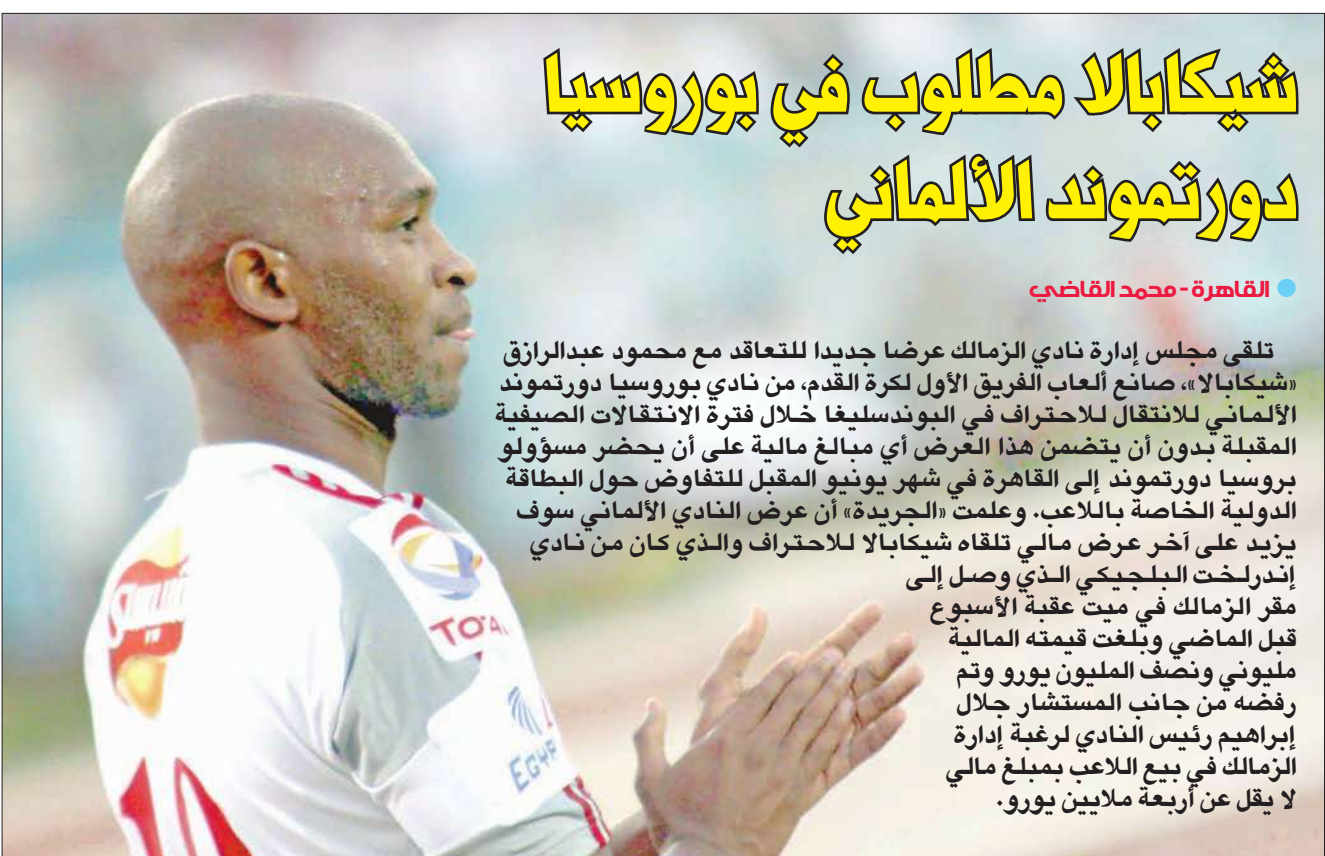 شيكابالا مطلوب في بوروسيا
دورتموند الألماني
القاهرة - محمد القاضي
تلقى مجلس إدارة نادي الزمالك عرضا جديدا للتعاقد مع محمود عبدالرازق
«شيكابالا»، صانع ألعاب الفريق الأول لكرة القدم، من نادي بوروسيا دورتموند
الألماني للانتقال للاحتراف في البوندسليغا خلال فترة الانتقالات الصيفية
المقبلة بدون أن يتضمن هذا العرض أي مبالغ مالية على أن يحضر مسؤولو
بروسيا دورتموند إلى القاهرة في شهر يونيو المقبل للتفاوض حول البطاقة
الدولية الخاصة باللاعب. وعلمت «الجريدة» أن عرض النادي الألماني سوف
يزيد على آخر عرض مالي تلقاه شيكابالا للاحتراف والذي كان من نادي
إندرلخت البلجيكي الذي وصل إلى
مقر الزمالك في ميت عقبة الأسبوع
قبل الماضي وبلغت قيمته المالية
مليوني ونصف المليون يورو وتم
رفضه من جانب المستشار جلال
إبراهيم رئيس النادي لرغبة إدارة
الزمالك في بيع اللاعب بمبلغ مالي
لا يقل عن أربعة ملايين يورو.
TOTAL
EGYP
10